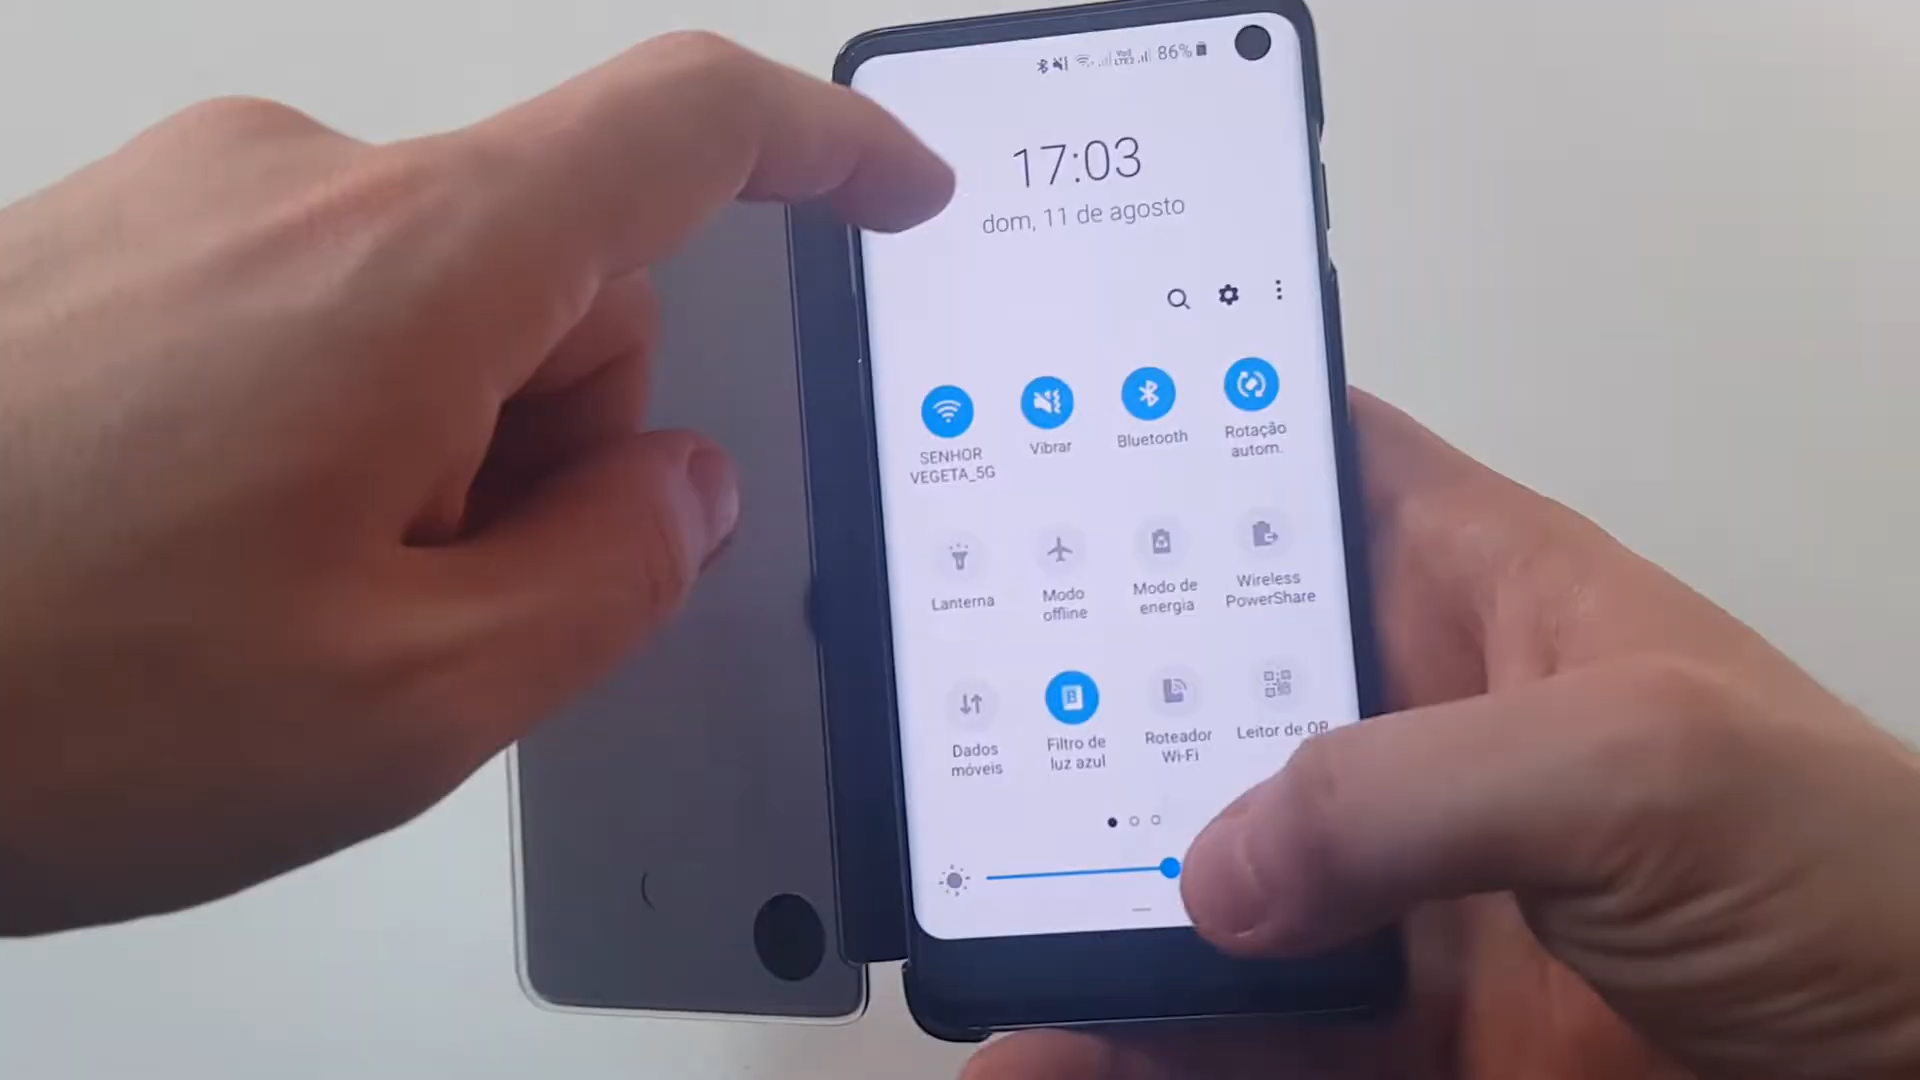 86%
17:03
dom, 11 de agosto
SENHOR
VEGETA_5G
Vibrar
Bluetooth
Rotação
autom.
Lanterna
Modo
offline
Modo de
energia
Wireless
PowerShare
Dados
móveis
Filtro de
luz azul
Roteador
Wi-Fi
Leitor de QR